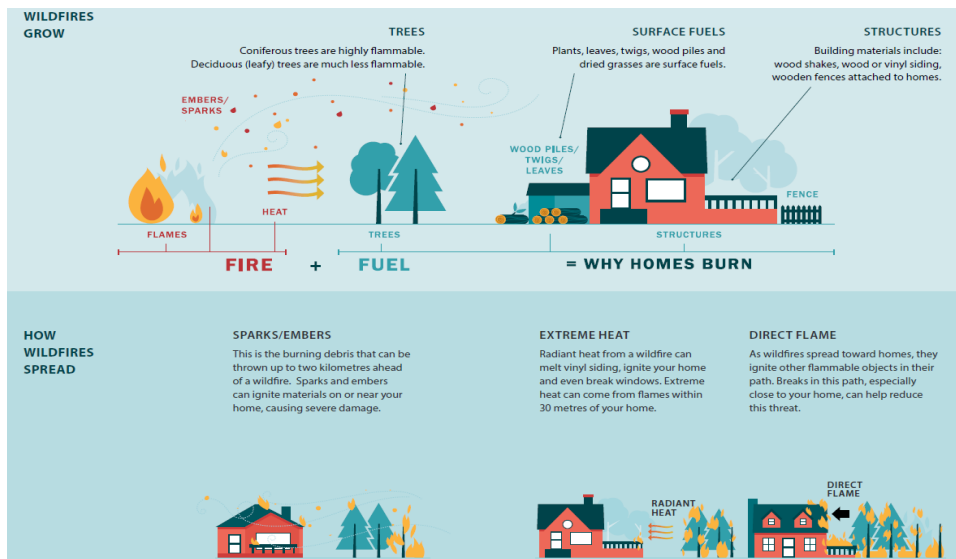 WILDFIRES
GROW
TREES
Coniferous trees are highly flammable.
Deciduous (leafy) trees are much less flammable.
SURFACE FUELS
Plants, leaves, twigs, wood piles and
dried grasses are surface fuels.
STRUCTURES
Building materials include:
wood shakes, wood or vinyl siding,
wooden fences attached to homes.
EMBERS/
SPARKS
WOOD PILES/
TWIGS/
LEAVES
FENCE
HEAT
FLAMES
TREES
STRUCTURES
FIRE + FUEL = WHY HOMES BURN
HOW
WILDFIRES
SPREAD
SPARKS/EMBERS
This is the burning debris that can be
thrown up to two kilometres ahead
of a wildfire. Sparks and embers
can ignite materials on or near your
home, causing severe damage.
EXTREME HEAT
Radiant heat from a wildfire can
melt vinyl siding, ignite your home
and even break windows. Extreme
heat can come from flames within
30 metres of your home.
DIRECT FLAME
As wildfires spread toward homes, they
ignite other flammable objects in their
path. Breaks in this path, especially
close to your home, can help reduce
this threat.
RADIANT
HEAT
DIRECT
FLAME